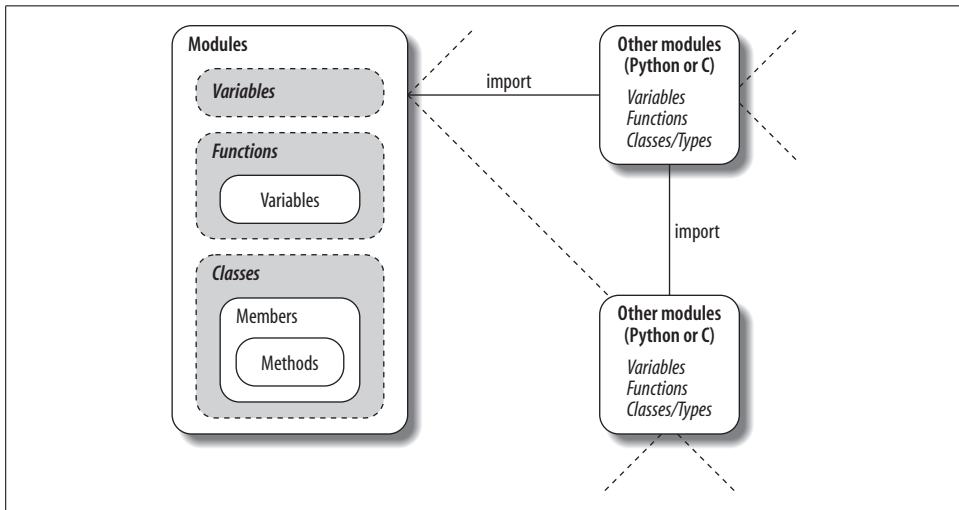 Modules
Variables
Functions
Variables
Classes
Members
Methods
import
Other modules
(Python or C)
Variables
Functions
Classes/Types
import
Other modules
(Python or C)
Variables
Functions
Classes/Types